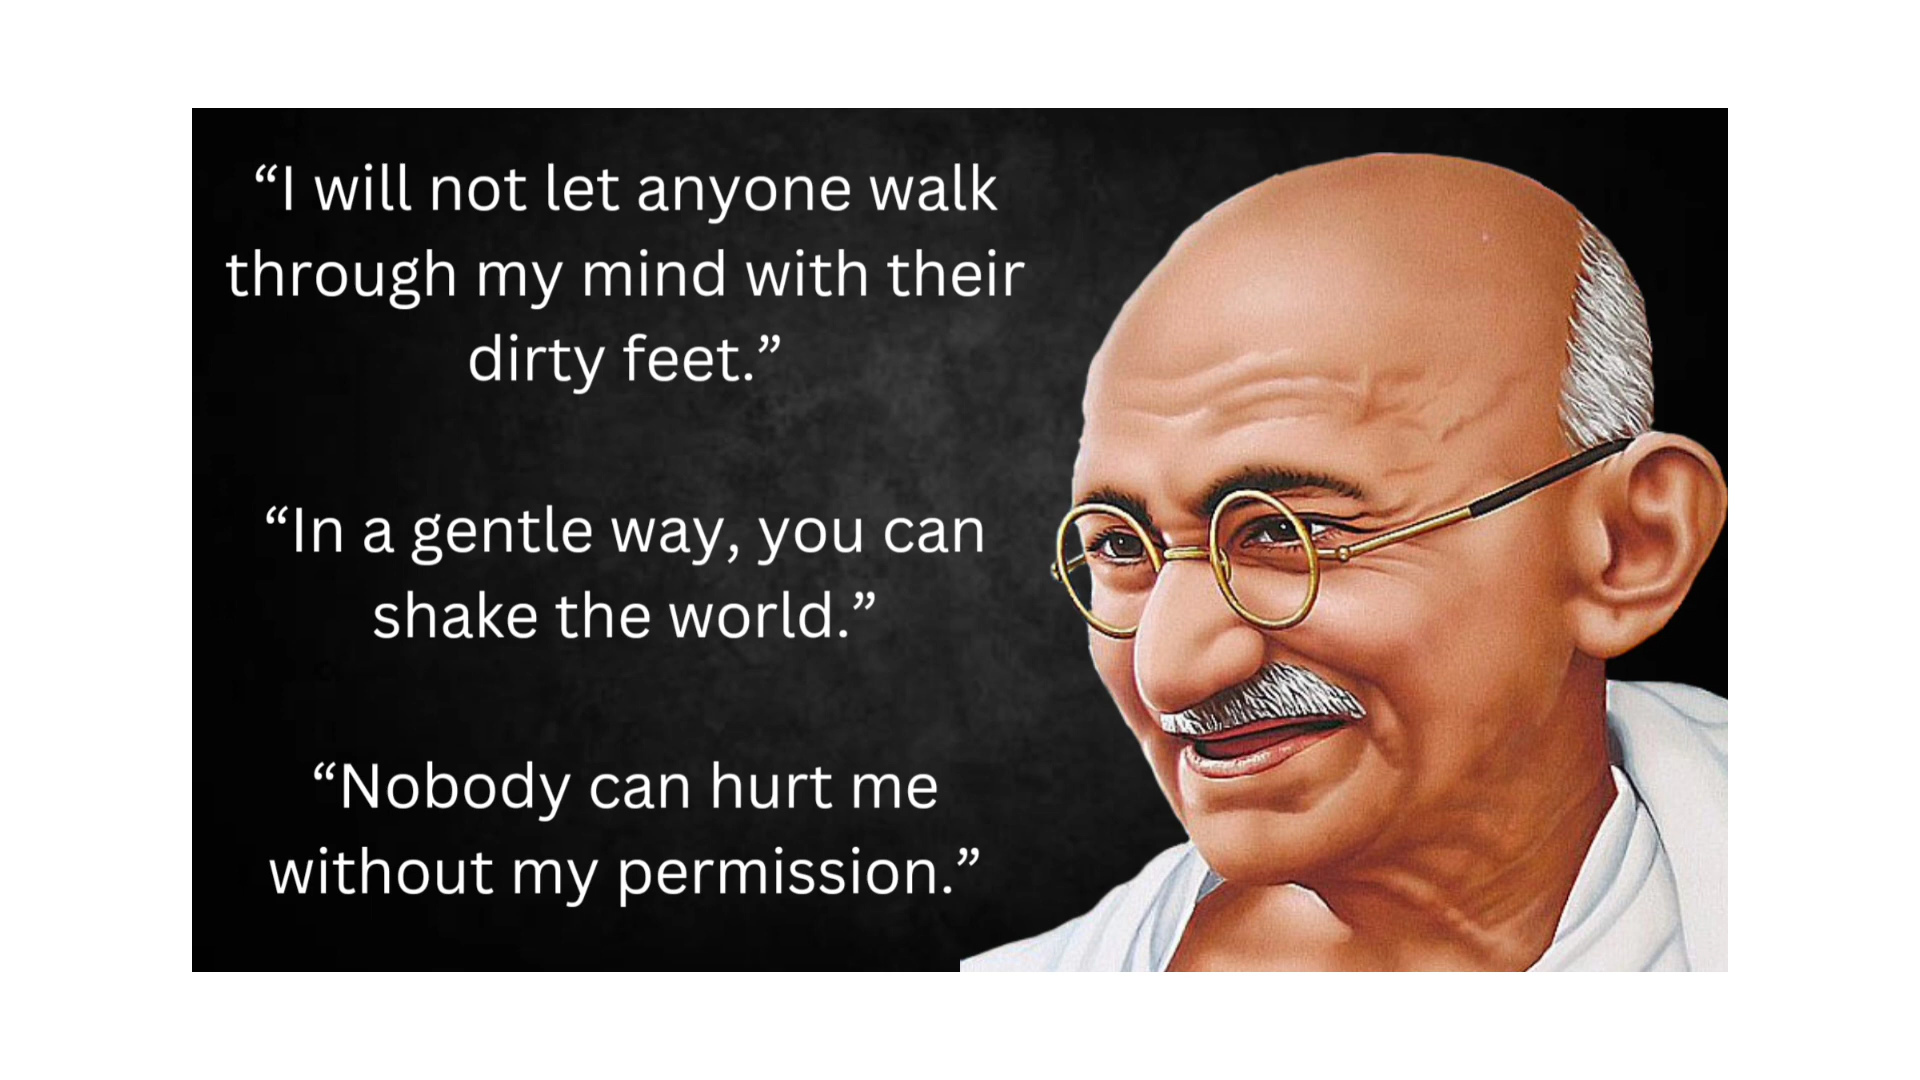 “I will not let anyone walk
through my mind with their
dirty feet.”
“In a gentle way, you can
shake the world.”
“Nobody can hurt me
without my permission.”